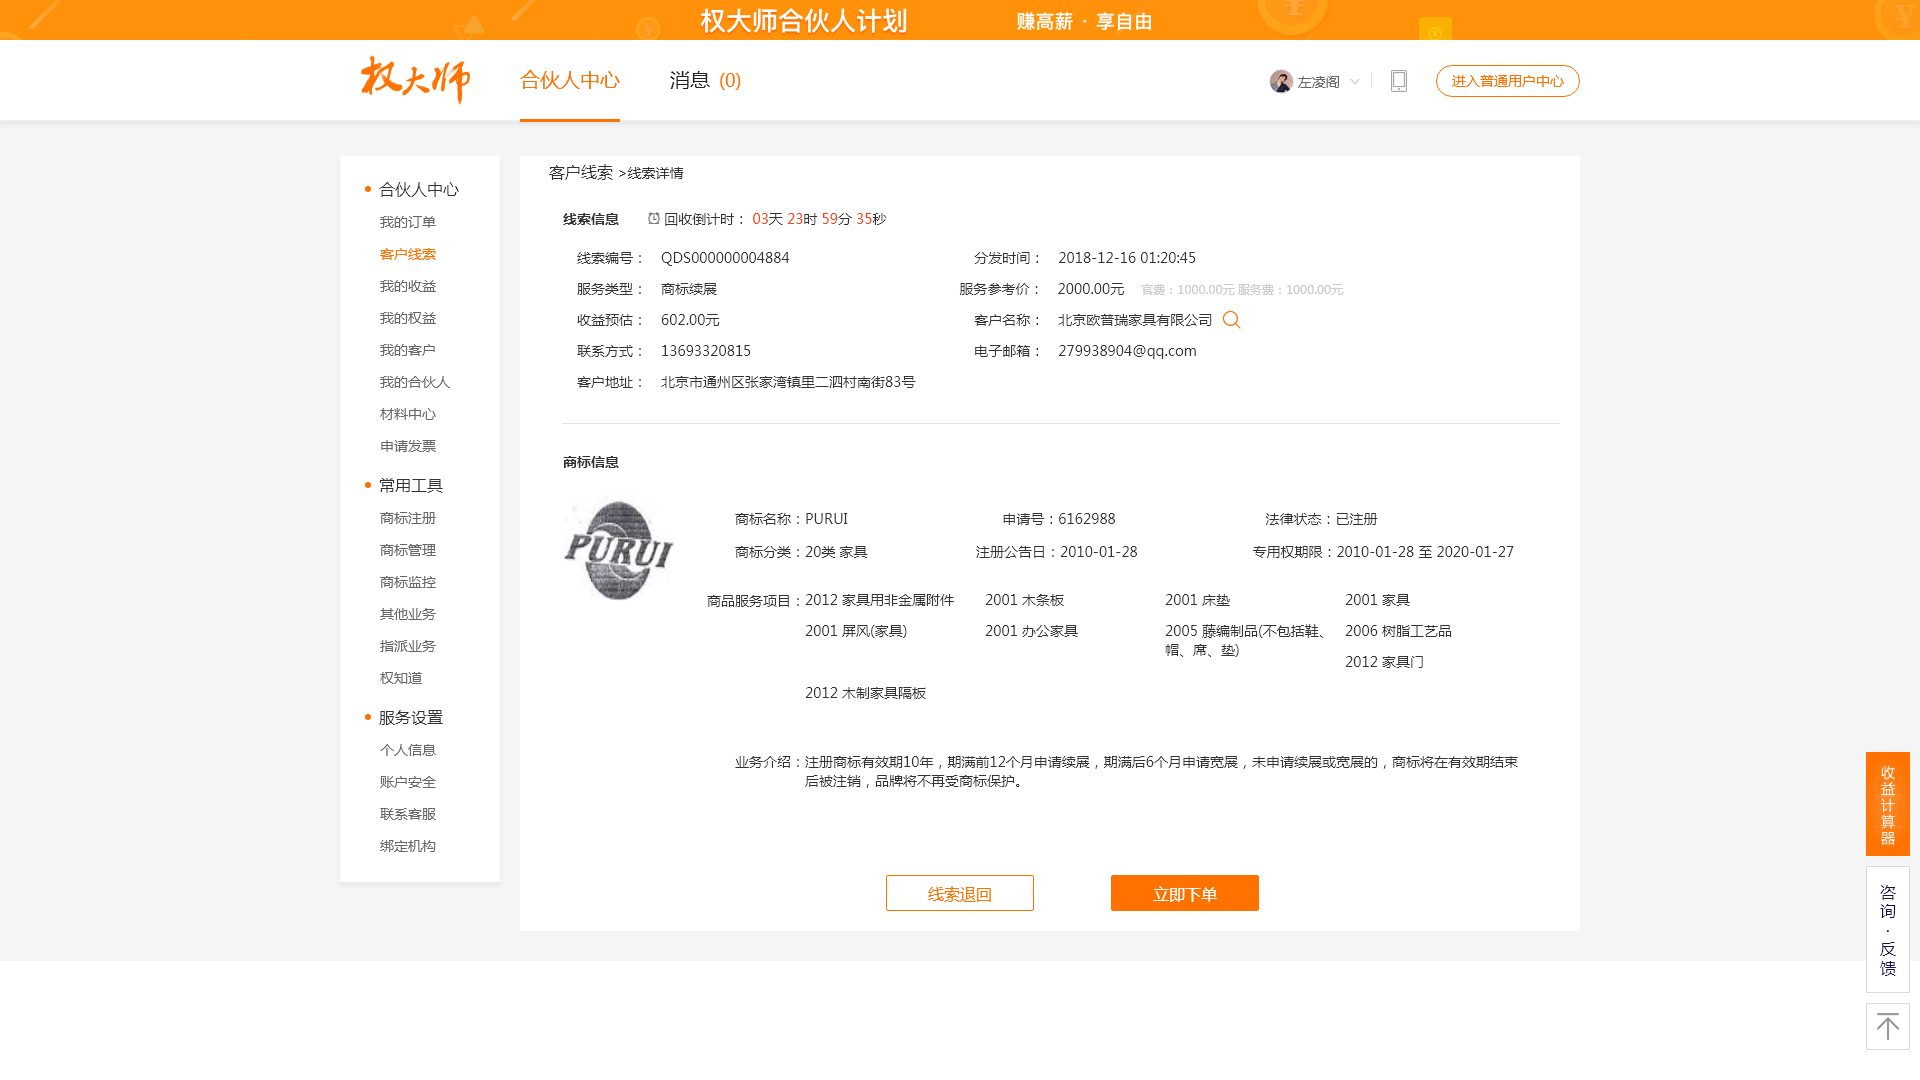 权大师合伙人计划 赚高薪 · 享自由
权大师 合伙人中心 消息 (0) 左凌阁 进入普通用户中心
合伙人中心
我的订单
客户线索
我的收益
我的权益
我的客户
我的合伙人
材料中心
申请发票
常用工具
商标注册
商标管理
商标监控
其他业务
指派业务
权知道
服务设置
个人信息
账户安全
联系客服
绑定机构
客户线索 >线索详情
线索信息 回收倒计时： 03天 23时 59分 35秒
线索编号： QDS000000004884 分发时间： 2018-12-16 01:20:45
服务类型： 商标续展 服务参考价： 2000.00元 官费：1000.00元 服务费：1000.00元
收益预估： 602.00元 客户名称： 北京欧普瑞家具有限公司
联系方式： 13693320815 电子邮箱： 279938904@qq.com
客户地址： 北京市通州区张家湾镇里二泗村南街83号
商标信息
PURUI
商标名称：PURUI 申请号：6162988 法律状态：已注册
商标分类：20类 家具 注册公告日：2010-01-28 专用权期限：2010-01-28 至 2020-01-27
商品服务项目：2012 家具用非金属附件 2001 木条板 2001 床垫 2001 家具
2001 屏风(家具) 2001 办公家具 2005 藤编制品(不包括鞋、 2006 树脂工艺品
帽、席、垫)
2012 家具门
2012 木制家具隔板
业务介绍：注册商标有效期10年，期满前12个月申请续展，期满后6个月申请宽展，未申请续展或宽展的，商标将在有效期结束
后被注销，品牌将不再受商标保护。
线索退回 立即下单
收益计算器
咨询·反馈